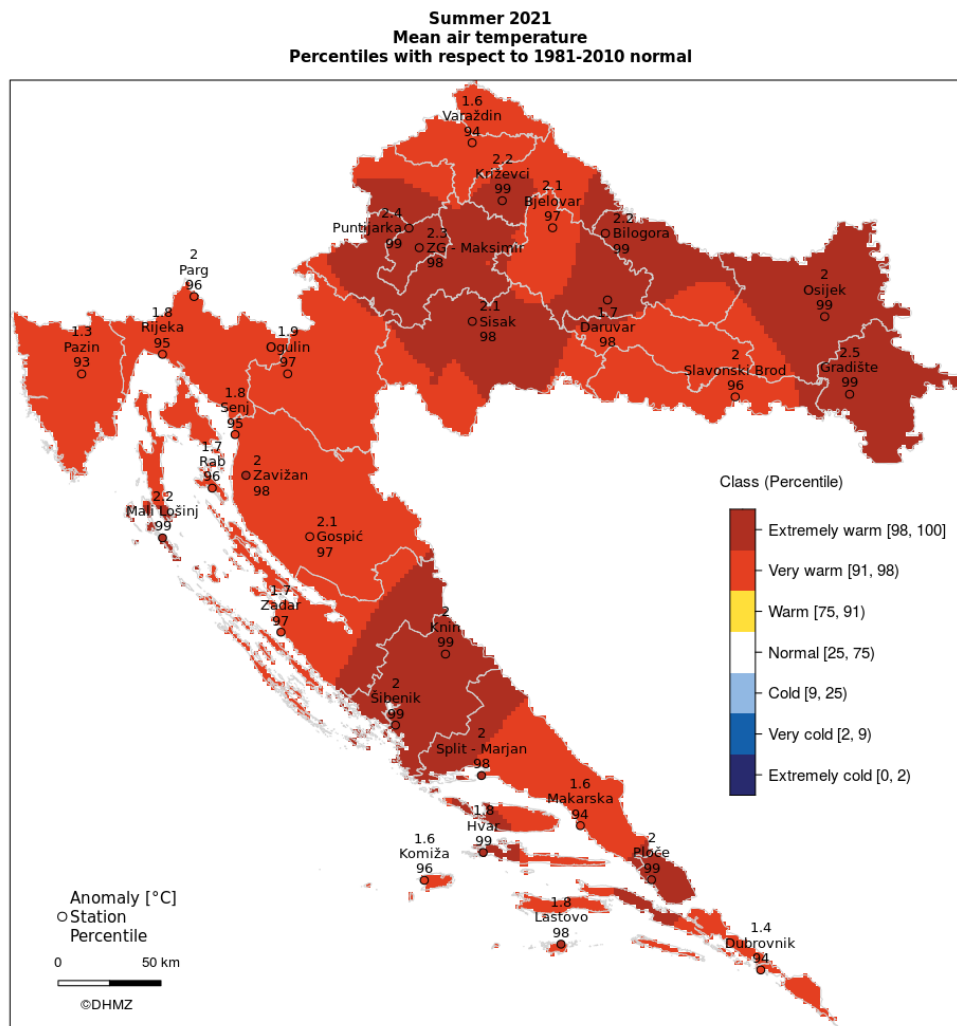 Summer 2021
Mean air temperature
Percentiles with respect to 1981-2010 normal
1.6
Varaždin
94
2.2
Križevci
99
2.1
Bjelovar
97
2.4
Puntijarka
99
2.3
ZG - Maksimir
98
2.2
Bilogora
99
2
Parg
96
2
Osijek
99
1.8
Rijeka
95
1.3
Pazin
93
1.9
Ogulin
97
2.1
Sisak
98
1.7
Daruvar
98
2
Slavonski Brod
96
2.5
Gradište
99
1.8
Senj
95
1.7
Rab
96
2
Zavižan
98
2.2
Mali Lošinj
99
2.1
Gospić
97
1.7
Zadar
97
2
Knin
99
2
Šibenik
99
2
Split - Marjan
98
1.6
Makarska
94
1.8
Hvar
99
1.6
Komiža
96
2
Ploče
99
1.8
Lastovo
98
1.4
Dubrovnik
94
Class (Percentile)
Extremely warm [98, 100]
Very warm [91, 98)
Warm [75, 91)
Normal [25, 75)
Cold [9, 25)
Very cold [2, 9)
Extremely cold [0, 2)
Anomaly [°C]
Station
Percentile
0 50 km
©DHMZ